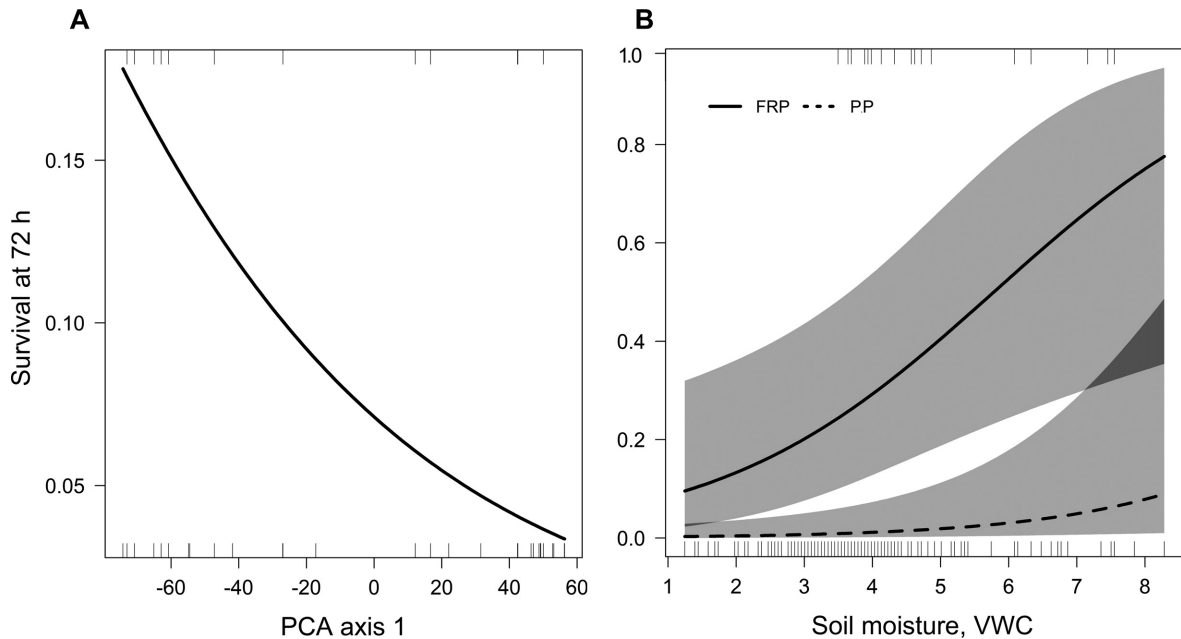 A
Survival at 72 h
0.15
0.10
0.05
-60 -40 -20 0 20 40 60
PCA axis 1
B
1.0
0.8
0.6
0.4
0.2
0.0
FRP P.P
1 2 3 4 5 6 7 8
Soil moisture, VWC